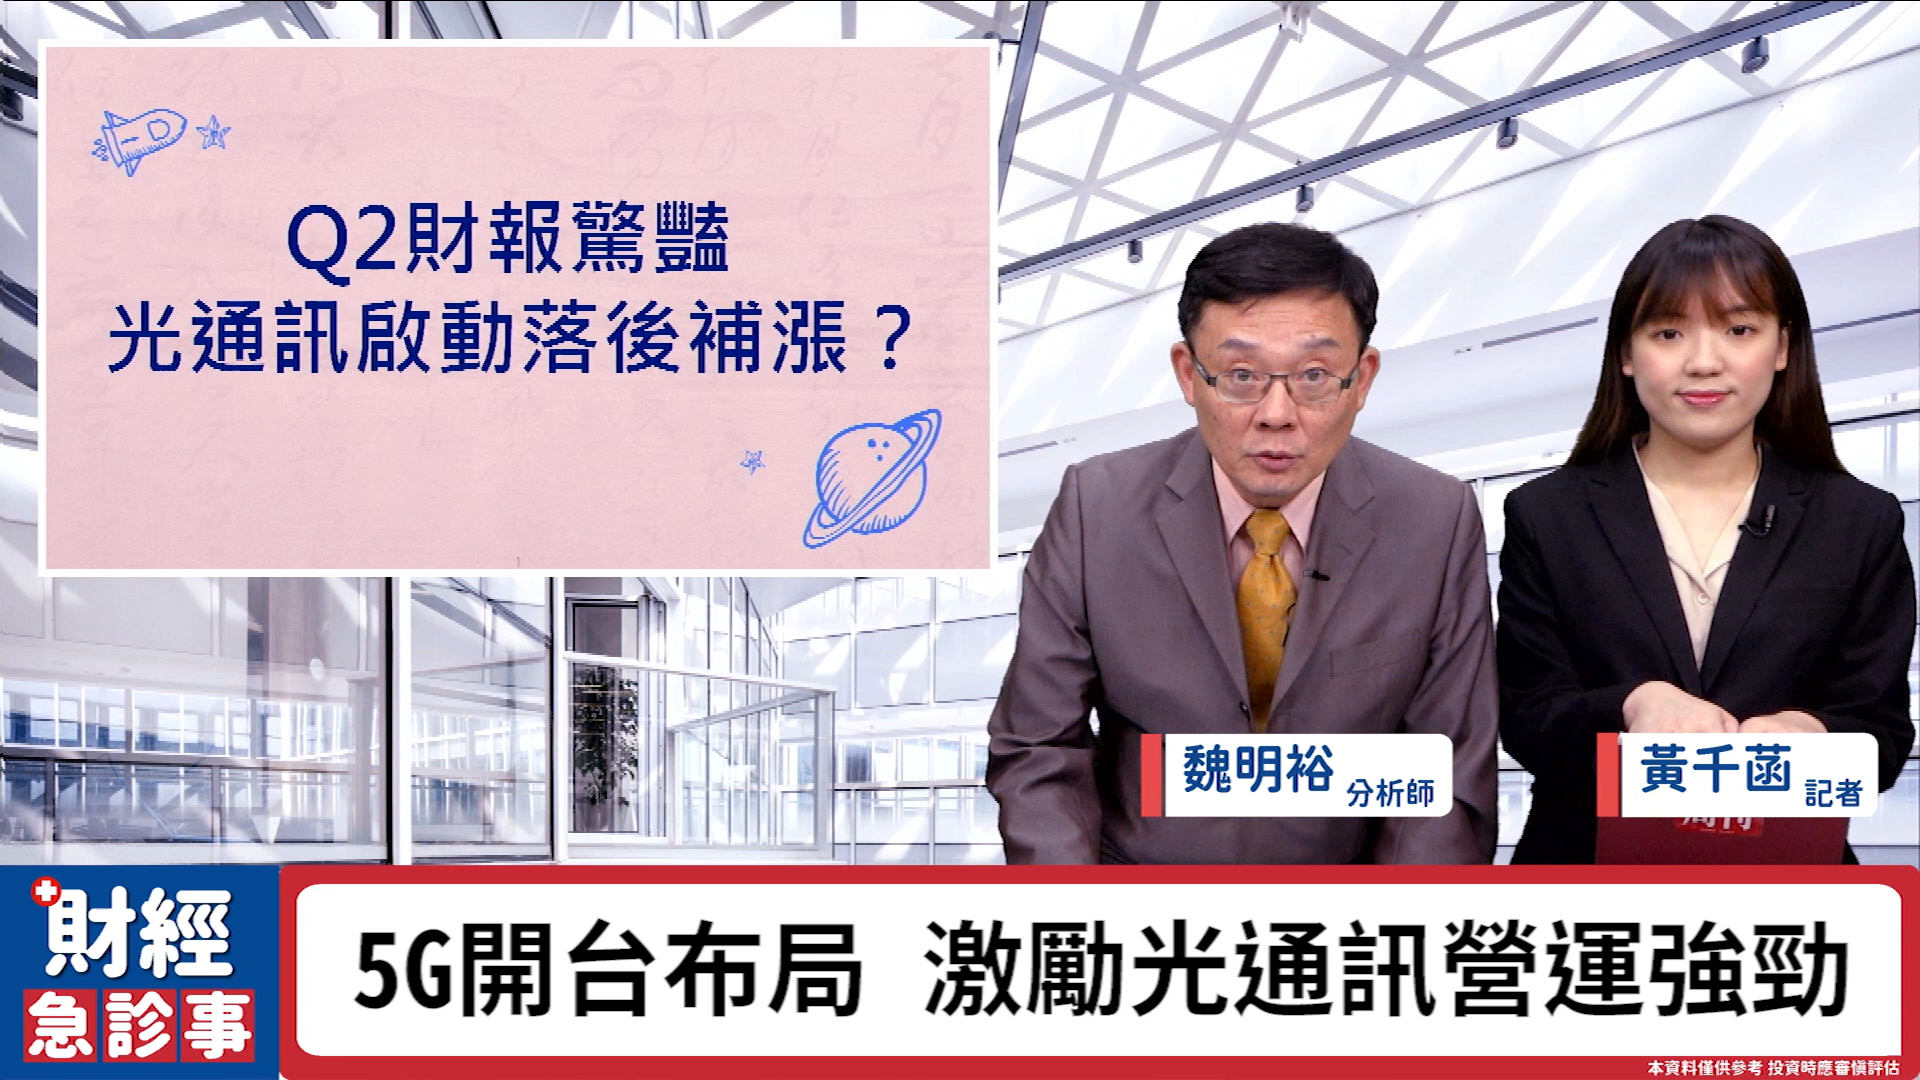 Q2財報驚豔
光通訊啟動落後補漲？
魏明裕 分析師
黃千菡 記者
周刊
財經
急診事
5G開台布局 激勵光通訊營運強勁
本資料僅供參考 投資時應審慎評估